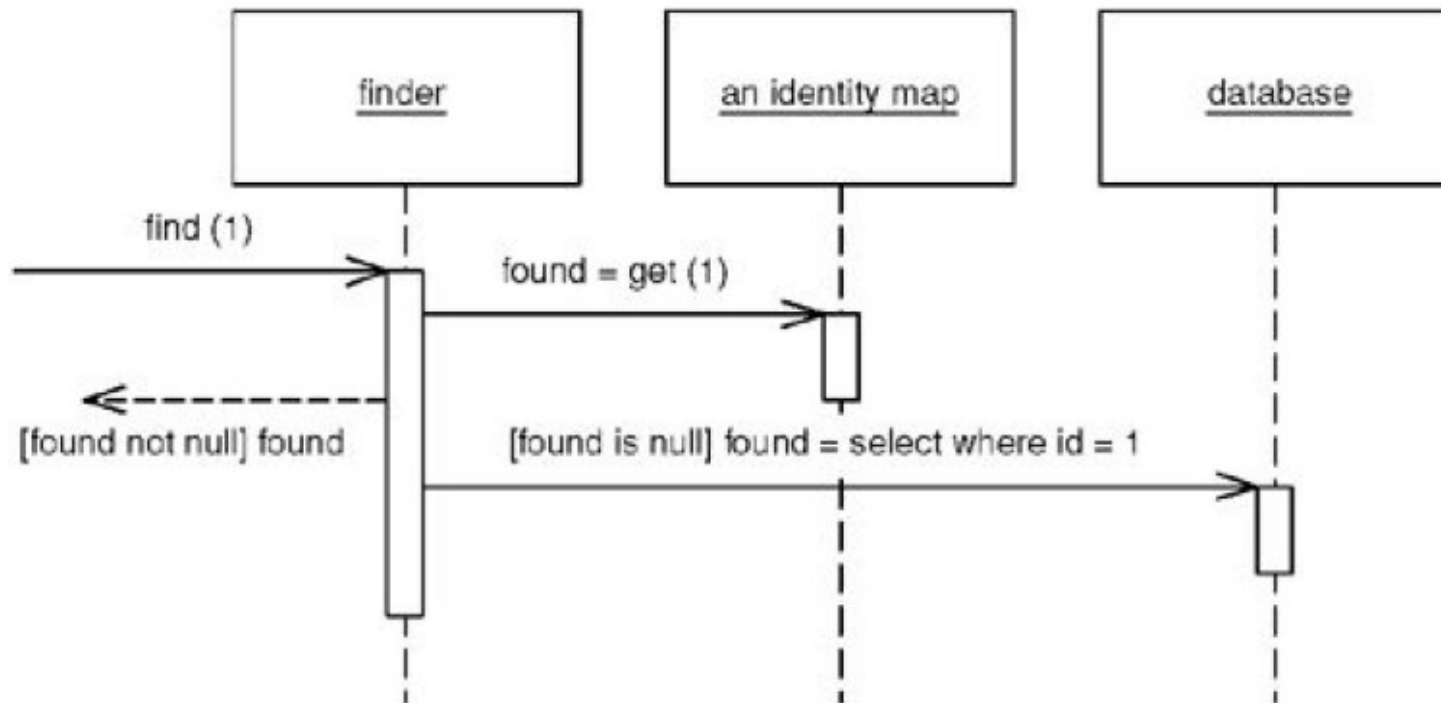 finder
an identity map
database
find (1)
found = get (1)
[found not null] found
[found is null] found = select where id = 1